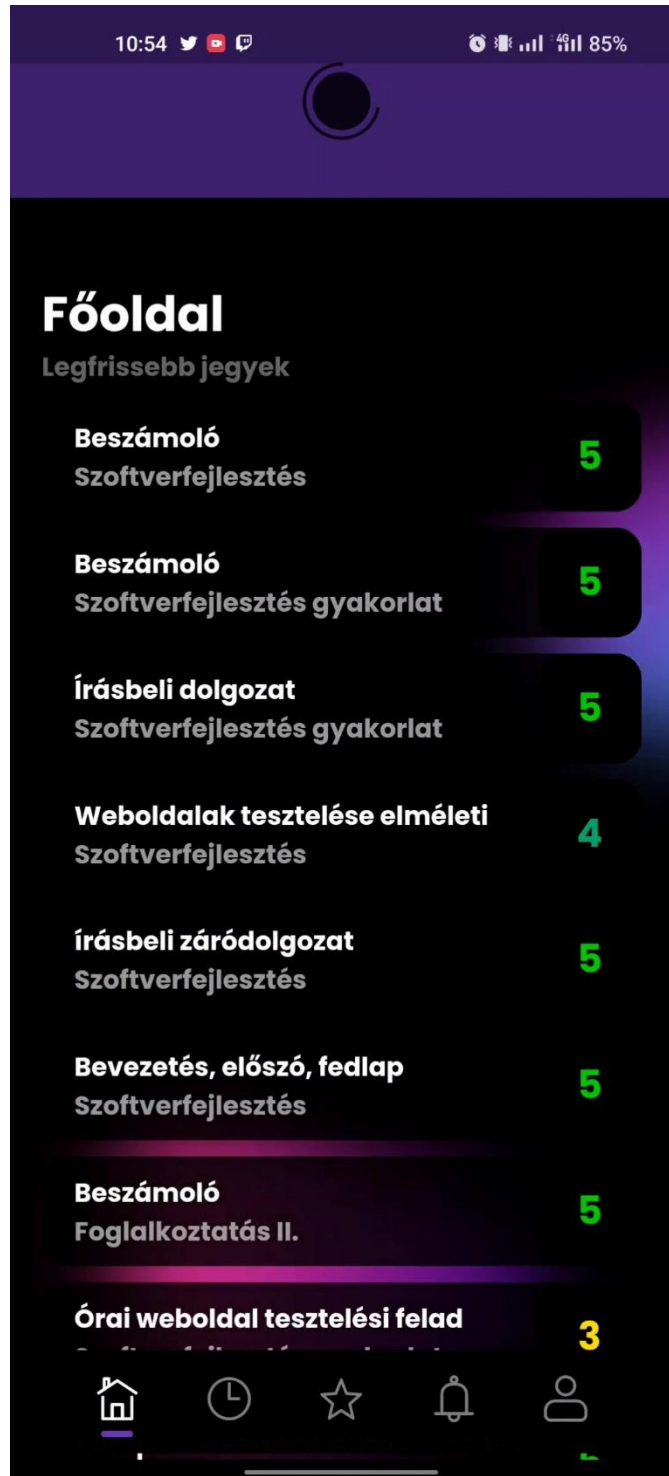 10:54
4G
85%
Főoldal
Legfrissebb jegyek
Beszámoló
5
Szoftverfejlesztés
Beszámoló
5
Szoftverfejlesztés gyakorlat
Írásbeli dolgozat
5
Szoftverfejlesztés gyakorlat
Weboldalak tesztelése elméleti
4
Szoftverfejlesztés
írásbeli záródolgozat
5
Szoftverfejlesztés
Bevezetés, előszó, fedlap
5
Szoftverfejlesztés
Beszámoló
5
Foglalkoztatás II.
Órai weboldal tesztelési felad
3